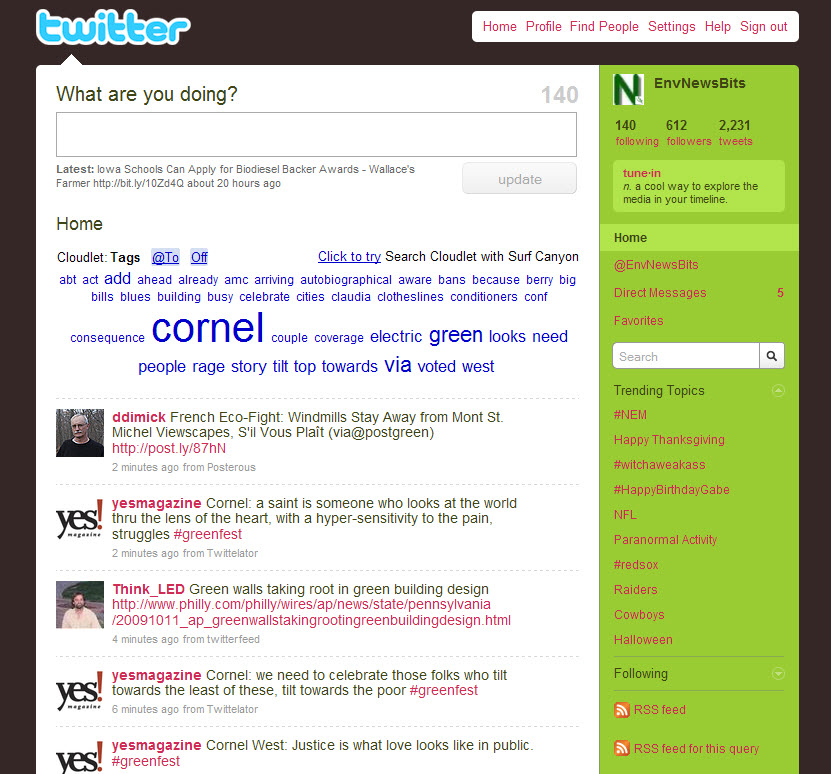 twitter
Home Profile Find People Settings Help Sign out
What are you doing?
140
Latest: Iowa Schools Can Apply for Biodiesel Backer Awards - Wallace's
Farmer http://bit.ly/10Zd4Q about 20 hours ago
update
Home
Cloudlet: Tags @To Off
Click to try Search Cloudlet with Surf Canyon
abt act add ahead already amc arriving autobiographical aware bans because berry big
bills blues building busy celebrate cities claudia clotheslines conditioners conf
consequence cornel couple coverage electric green looks need
people rage story tilt top towards via voted west
ddimick French Eco-Fight: Windmills Stay Away from Mont St.
Michel Viewscapes, S'il Vous Plaît (via@postgreen)
http://post.ly/87hN
2 minutes ago from Posterous
yes!
magazine
yesmagazine Cornel: a saint is someone who looks at the world
thru the lens of the heart, with a hyper-sensitivity to the pain,
struggles #greenfest
2 minutes ago from Twittelator
Think_LED Green walls taking root in green building design
http://www.philly.com/philly/wires/ap/news/state/pennsylvania
/20091011_ap_greenwallstakingrootingreenbuildingdesign.html
4 minutes ago from twitterfeed
yes!
magazine
yesmagazine Cornel: we need to celebrate those folks who tilt
towards the least of these, tilt towards the poor #greenfest
6 minutes ago from Twittelator
yes!
yesmagazine Cornel West: Justice is what love looks like in public.
#greenfest
N
EnvNewsBits
140 612 2,231
following followers tweets
tune·in
n. a cool way to explore the
media in your timeline.
Home
@EnvNewsBits
Direct Messages 5
Favorites
Search
Trending Topics
#NEM
Happy Thanksgiving
#witchaweakass
#HappyBirthdayGabe
NFL
Paranormal Activity
#redsox
Raiders
Cowboys
Halloween
Following
RSS feed
RSS feed for this query